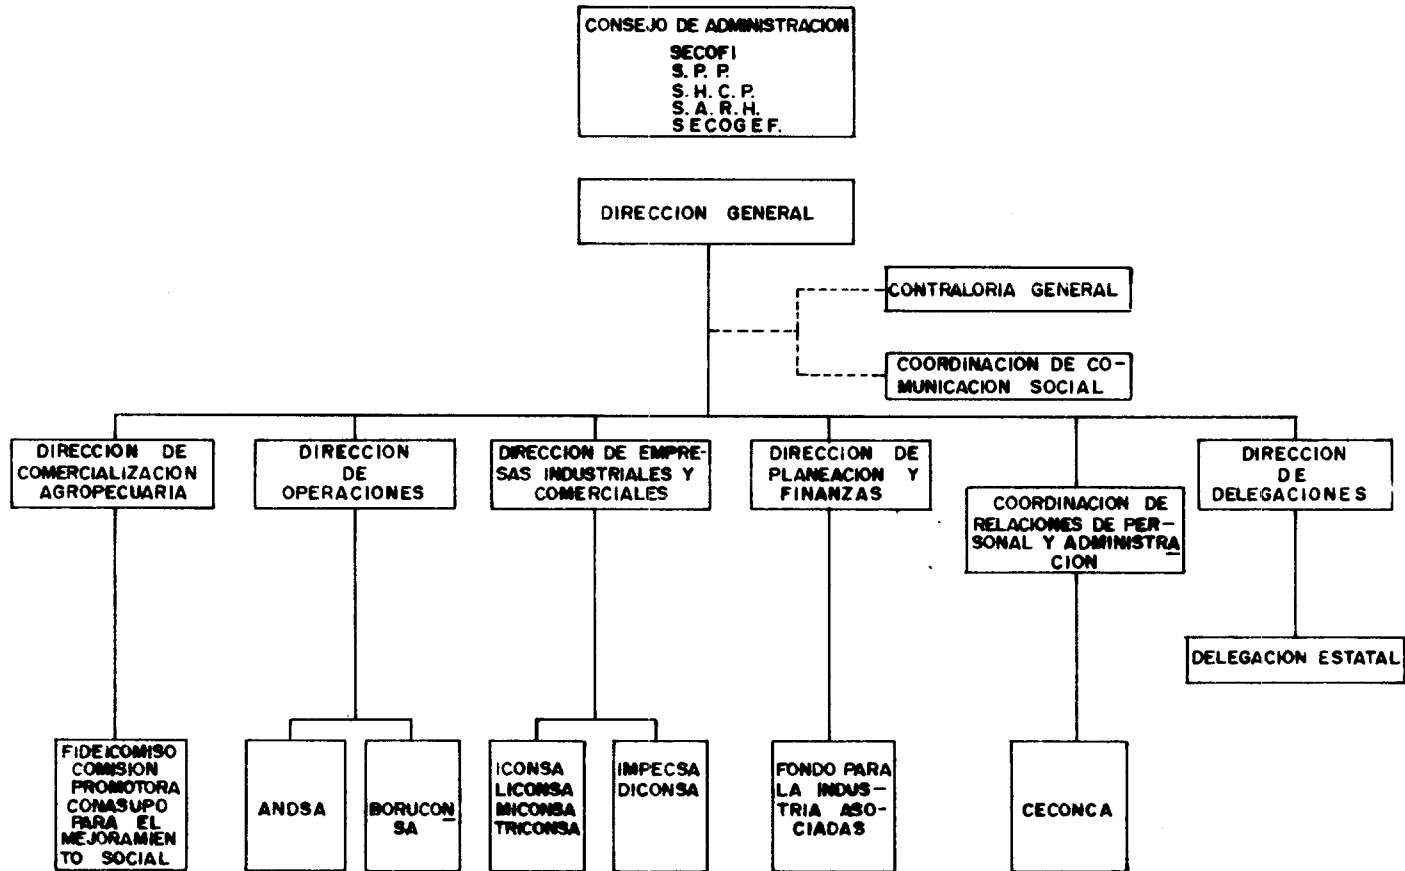 CONSEJO DE ADMINISTRACION
SECOFI
S. P. P.
S. H. C. P.
S. A. R. H.
SECOGEF.
DIRECCION GENERAL
CONTRALORIA GENERAL
COORDINACION DE CO-
MUNICACION SOCIAL
DIRECCION DE
COMERCIALIZACION
AGROPECUARIA
DIRECCION
DE
OPERACIONES
DIRECCION DE EMPRE-
SAS INDUSTRIALES Y
COMERCIALES
DIRECCION DE
PLANEACION Y
FINANZAS
COORDINACION DE
RELACIONES DE PER-
SONAL Y ADMINISTRA
CION
DIRECCION
DE
DELEGACIONES
DELEGACION ESTATAL
FIDEICOMISO
COMISIÓN
PROMOTORA
CONASUPO
PARA EL
MEJORAMIEN
TO SOCIAL
ANDSA
BORUCON
SA
ICONSA
LICONSA
MICONSA
TRICONSA
IMPECSA
DICONSA
FONDO PARA
LA INDUS-
TRIA ASO-
CIADAS
CECONCA